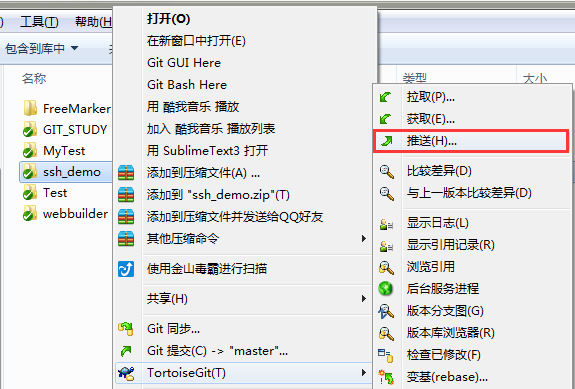 工具(T) 帮助(H
包含到库中
名称
类型
大小
FreeMarker
GIT_STUDY
MyTest
ssh_demo
Test
webbuilder
打开(O)
在新窗口中打开(E)
Git GUI Here
Git Bash Here
用 酷我音乐 播放
加入 酷我音乐 播放列表
用 SublimeText3 打开
添加到压缩文件(A) ...
添加到 "ssh_demo.zip"(T)
添加到压缩文件并发送给QQ好友
其他压缩命令
使用金山毒霸进行扫描
共享(H)
Git 同步...
Git 提交(C) -> "master"...
TortoiseGit(T)
拉取(P)...
获取(E)...
推送(H)...
比较差异(D)
与上一版本比较差异(D)
显示日志(L)
显示引用记录(R)
浏览引用
后台服务进程
版本分支图(G)
版本库浏览器(R)
检查已修改(F)
变基(rebase)...